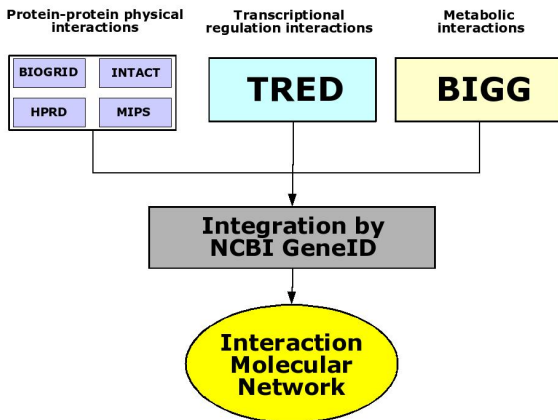 Protein-protein physical
interactions
Transcriptional
regulation interactions
Metabolic
interactions
BIOGRID
INTACT
HPRD
MIPS
TRED
BIGG
Integration by
NCBI GeneID
Interaction
Molecular
Network